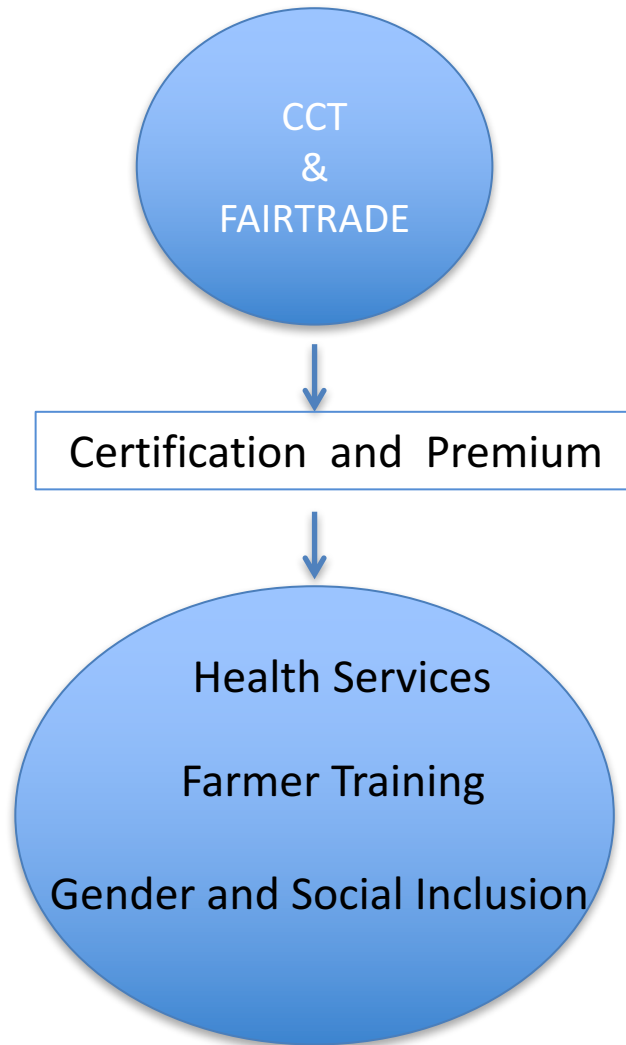 CCT
&
FAIRTRADE
Certification and Premium
Health Services
Farmer Training
Gender and Social Inclusion